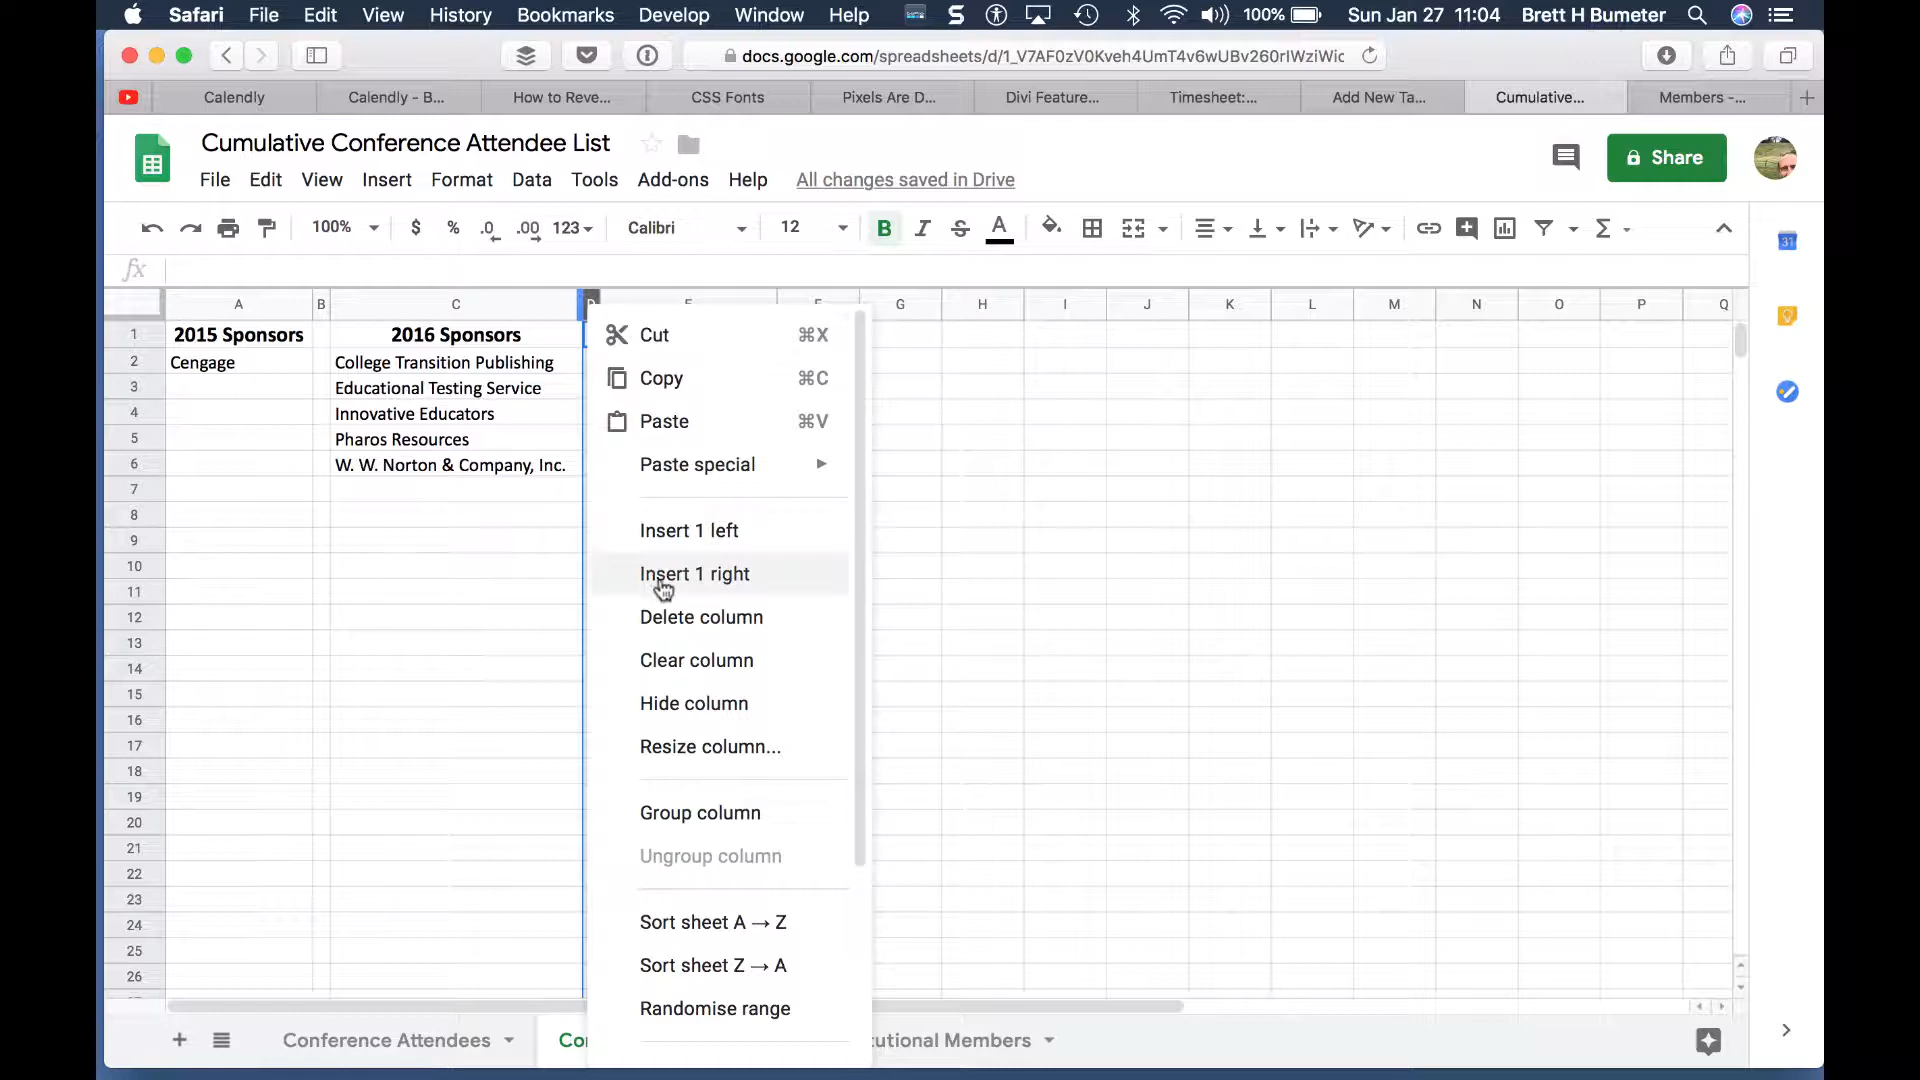 Safari File Edit View History Bookmarks Develop Window Help S 100% Sun Jan 27 11:04 Brett H Bumeter
docs.google.com/spreadsheets/d/1_V7AF0zV0Kveh4UmT4v6wUBv260rIWziWic
Calendly Calendly - B... How to Reve... CSS Fonts Pixels Are D... Divi Feature... Timesheet:... Add New Ta... Cumulative... Members -... +
Cumulative Conference Attendee List
Share
File Edit View Insert Format Data Tools Add-ons Help All changes saved in Drive
100% $ % .0 .00 123 Calibri 12 B I S A Σ
31
fx
A B C D E F G H I J K L M N O P Q
1 2015 Sponsors 2016 Sponsors
2 Cengage College Transition Publishing
3 Educational Testing Service
4 Innovative Educators
5 Pharos Resources
6 W. W. Norton & Company, Inc.
7
8
9
10
11
12
13
14
15
16
17
18
19
20
21
22
23
24
25
26
Cut ⌘X
Copy ⌘C
Paste ⌘V
Paste special
Insert 1 left
Insert 1 right
Delete column
Clear column
Hide column
Resize column...
Group column
Ungroup column
Sort sheet A → Z
Sort sheet Z → A
Randomise range
+ Conference Attendees Co utional Members